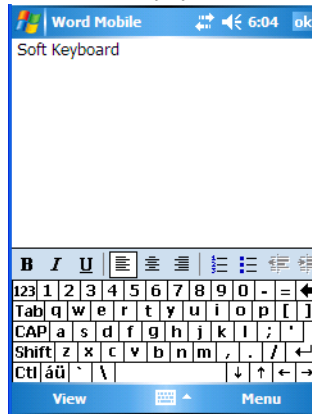 Word Mobile 6:04 ok
Soft Keyboard
B I U
123 1 2 3 4 5 6 7 8 9 0 - =
Tab q w e r t y u i o p [ ]
CAP a s d f g h j k l ; '
Shift z x c v b n m , . /
Ctl áü ` \
View Menu